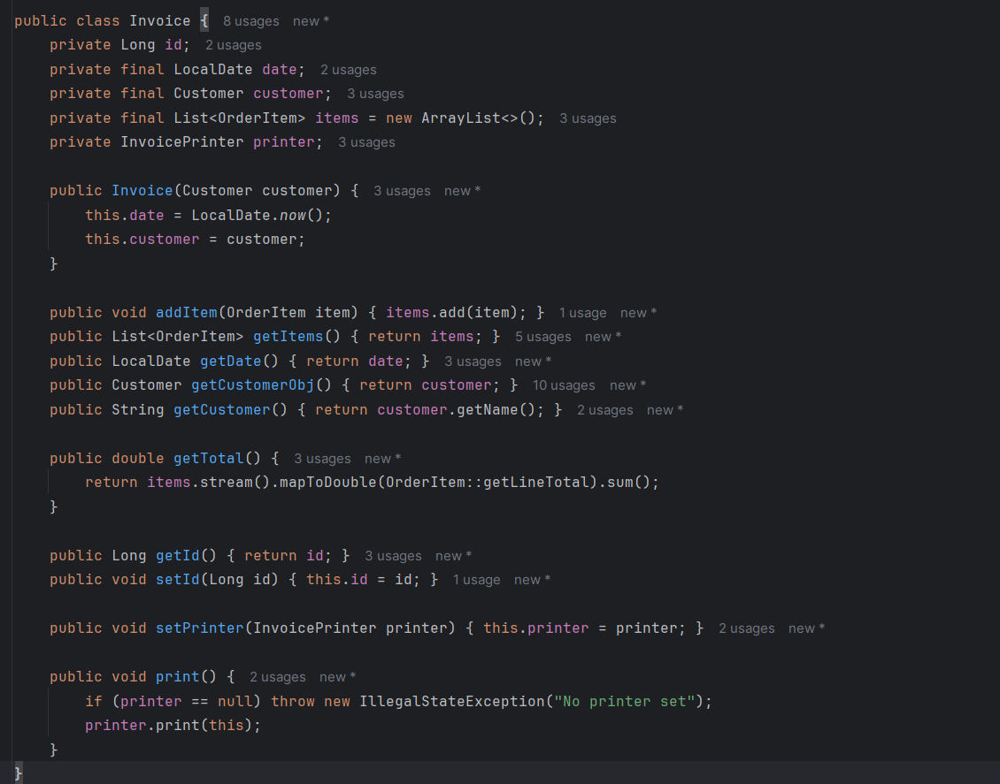 public class Invoice {  8 usages  new *
    private Long id;  2 usages
    private final LocalDate date;  2 usages
    private final Customer customer;  3 usages
    private final List<OrderItem> items = new ArrayList<>();  3 usages
    private InvoicePrinter printer;  3 usages

    public Invoice(Customer customer) {  3 usages  new *
        this.date = LocalDate.now();
        this.customer = customer;
    }

    public void addItem(OrderItem item) { items.add(item); }  1 usage  new *
    public List<OrderItem> getItems() { return items; }  5 usages  new *
    public LocalDate getDate() { return date; }  3 usages  new *
    public Customer getCustomerObj() { return customer; }  10 usages  new *
    public String getCustomer() { return customer.getName(); }  2 usages  new *

    public double getTotal() {  3 usages  new *
        return items.stream().mapToDouble(OrderItem::getLineTotal).sum();
    }

    public Long getId() { return id; }  3 usages  new *
    public void setId(Long id) { this.id = id; }  1 usage  new *

    public void setPrinter(InvoicePrinter printer) { this.printer = printer; }  2 usages  new *

    public void print() {  2 usages  new *
        if (printer == null) throw new IllegalStateException("No printer set");
        printer.print(this);
    }
}